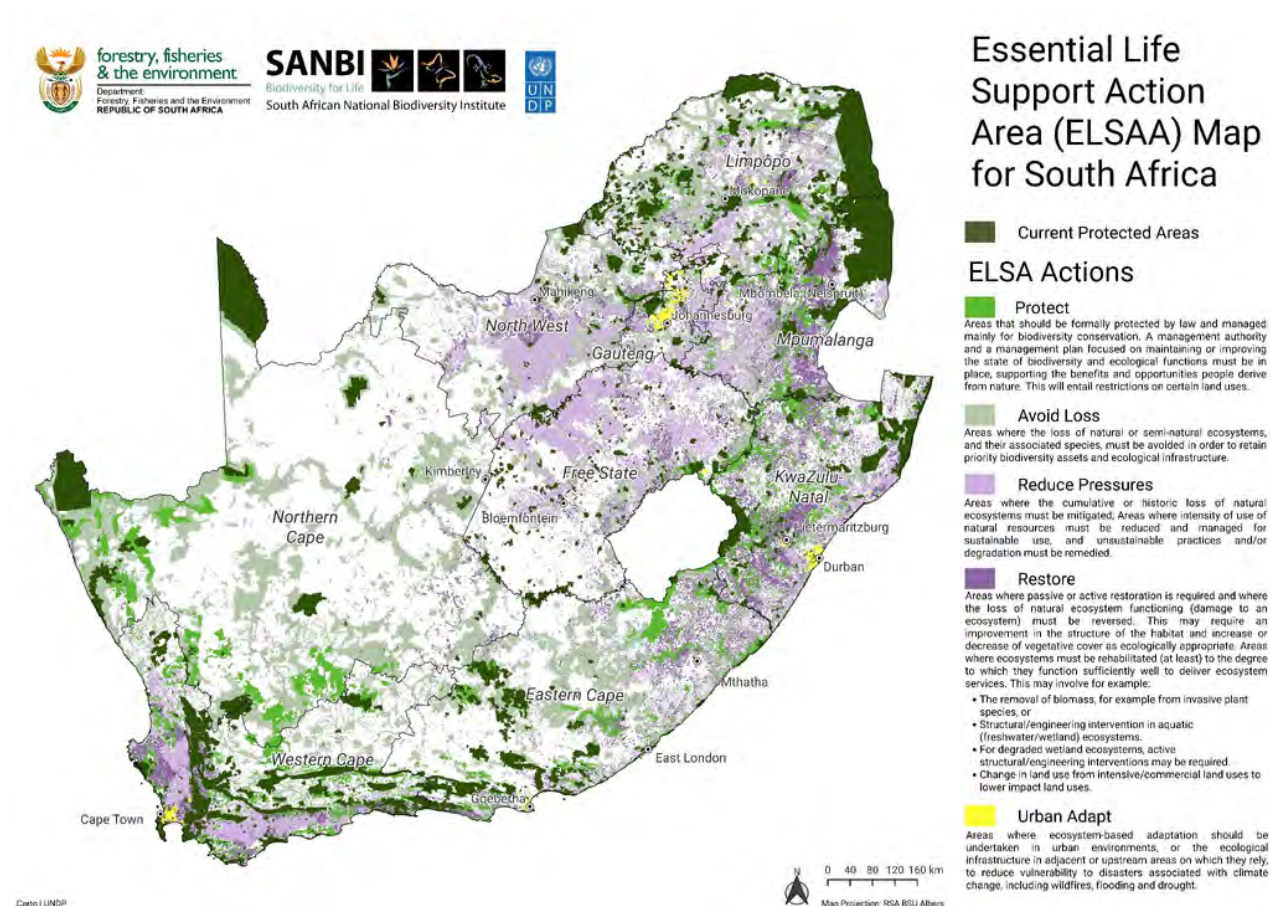 forestry, fisheries
& the environment
Department:
Forestry, Fisheries and the Environment
REPUBLIC OF SOUTH AFRICA
SANBI
Biodiversity for Life
South African National Biodiversity Institute
U N
D P
Essential Life
Support Action
Area (ELSAA) Map
for South Africa
Current Protected Areas
ELSA Actions
Protect
Areas that should be formally protected by law and managed
mainly for biodiversity conservation. A management authority
and a management plan focused on maintaining or improving
the state of biodiversity and ecological functions must be in
place, supporting the benefits and opportunities people derive
from nature. This will entail restrictions on certain land uses.
Avoid Loss
Areas where the loss of natural or semi-natural ecosystems,
and their associated species, must be avoided in order to retain
priority biodiversity assets and ecological infrastructure.
Reduce Pressures
Areas where the cumulative or historic loss of natural
ecosystems must be mitigated; Areas where intensity of use of
natural resources must be reduced and managed for
sustainable use, and unsustainable practices and/or
degradation must be remedied.
Restore
Areas where passive or active restoration is required and where
the loss of natural ecosystem functioning (damage to an
ecosystem) must be reversed. This may require an
improvement in the structure of the habitat and increase or
decrease of vegetative cover as ecologically appropriate. Areas
where ecosystems must be rehabilitated (at least) to the degree
to which they function sufficiently well to deliver ecosystem
services. This may involve for example:
• The removal of biomass, for example from invasive plant
species, or
• Structural/engineering intervention in aquatic
(freshwater/wetland) ecosystems.
• For degraded wetland ecosystems, active
structural/engineering interventions may be required.
• Change in land use from intensive/commercial land uses to
lower impact land uses.
Urban Adapt
Areas where ecosystem-based adaptation should be
undertaken in urban environments, or the ecological
infrastructure in adjacent or upstream areas on which they rely,
to reduce vulnerability to disasters associated with climate
change, including wildfires, flooding and drought.
Limpopo
Mokopane
Mahikeng
Mbombela (Nelspruit)
North West
Johannesburg
Gauteng
Mpumalanga
Kimberley
Free State
KwaZulu-
Natal
Bloemfontein
Northern
Cape
Pietermaritzburg
Durban
Mthatha
Eastern Cape
East London
Western Cape
Gqeberha
Cape Town
N
0 40 80 120 160 km
Map Projection: RSA BSU Albers
Carto | UNDP